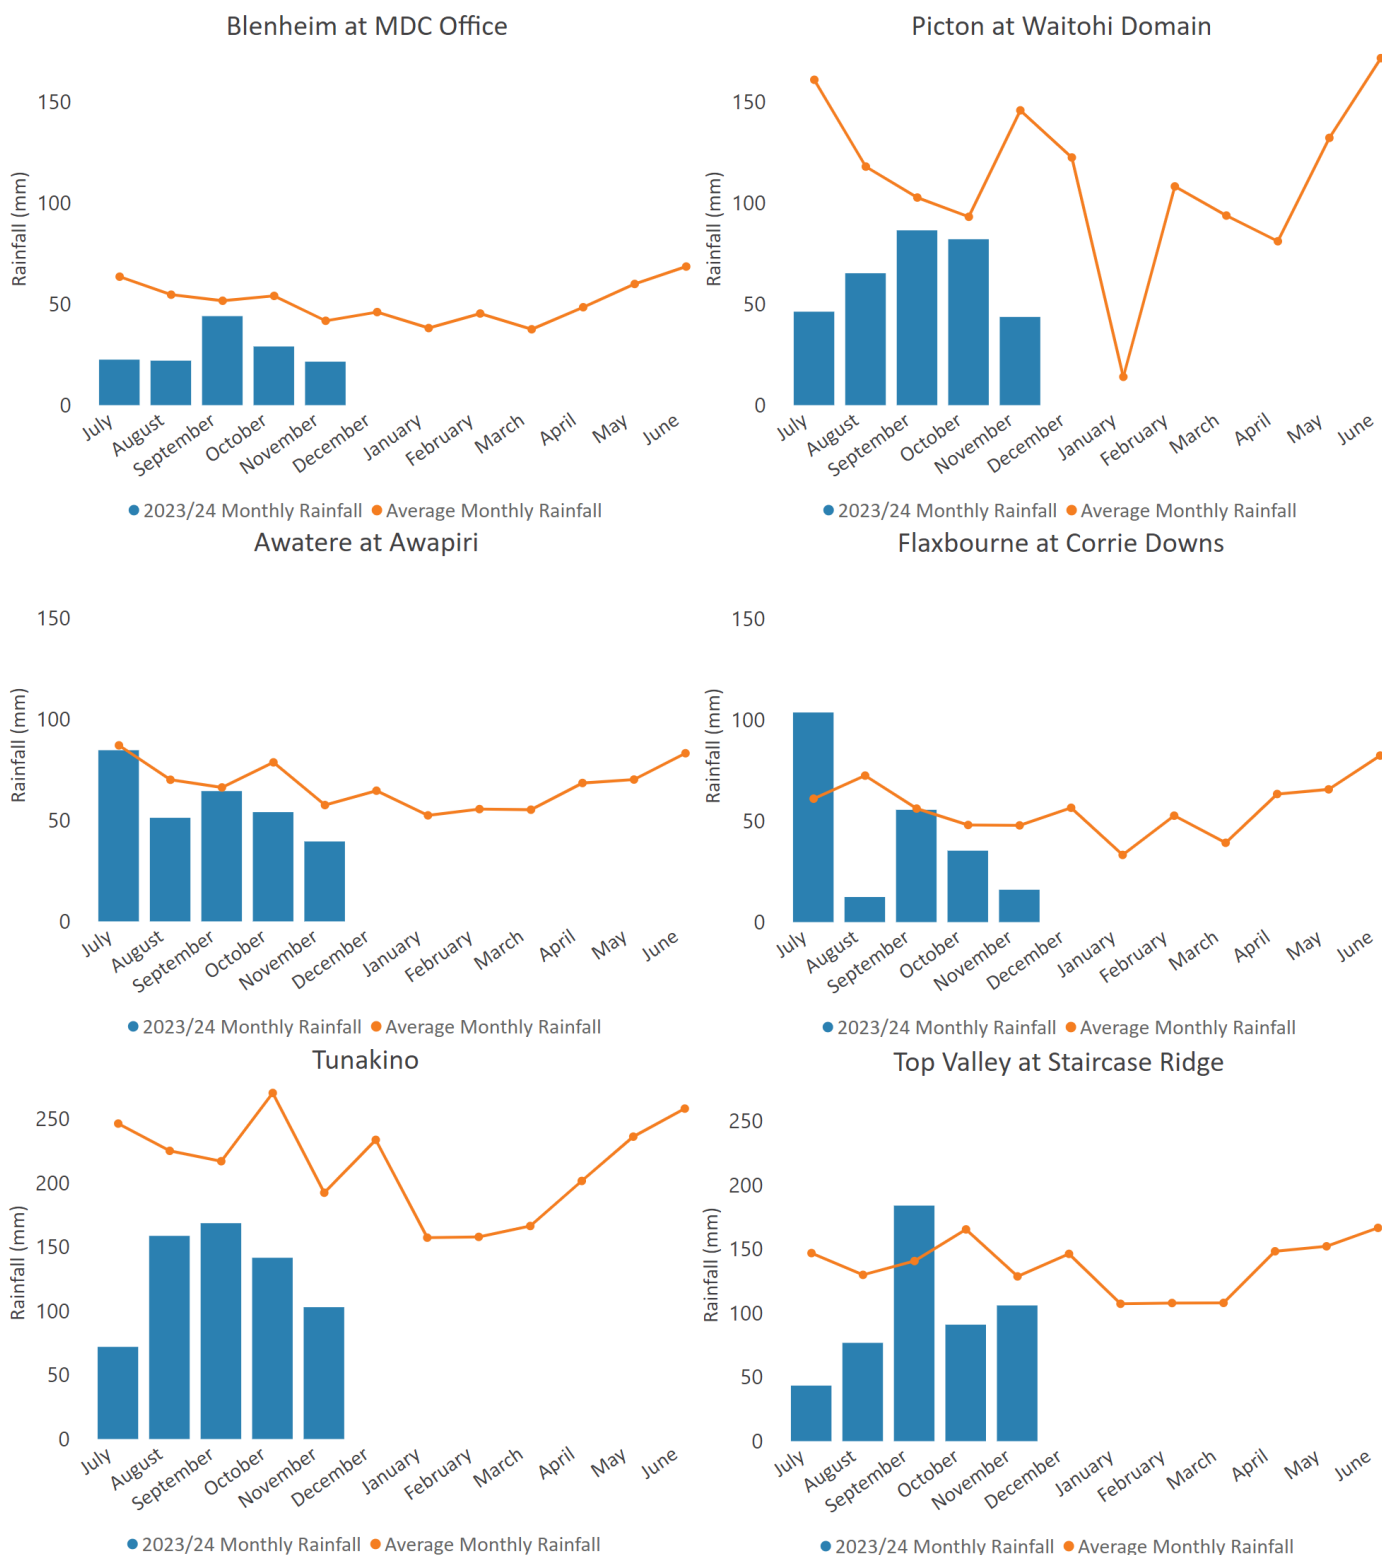 Blenheim at MDC Office
Rainfall (mm)
150
100
50
0
July August September October November December January February March April May June
2023/24 Monthly Rainfall Average Monthly Rainfall
Picton at Waitohi Domain
Rainfall (mm)
150
100
50
0
July August September October November December January February March April May June
2023/24 Monthly Rainfall Average Monthly Rainfall
Awatere at Awapiri
Rainfall (mm)
150
100
50
0
July August September October November December January February March April May June
2023/24 Monthly Rainfall Average Monthly Rainfall
Flaxbourne at Corrie Downs
Rainfall (mm)
150
100
50
0
July August September October November December January February March April May June
2023/24 Monthly Rainfall Average Monthly Rainfall
Tunakino
Rainfall (mm)
250
200
150
100
50
0
July August September October November December January February March April May June
2023/24 Monthly Rainfall Average Monthly Rainfall
Top Valley at Staircase Ridge
Rainfall (mm)
250
200
150
100
50
0
July August September October November December January February March April May June
2023/24 Monthly Rainfall Average Monthly Rainfall